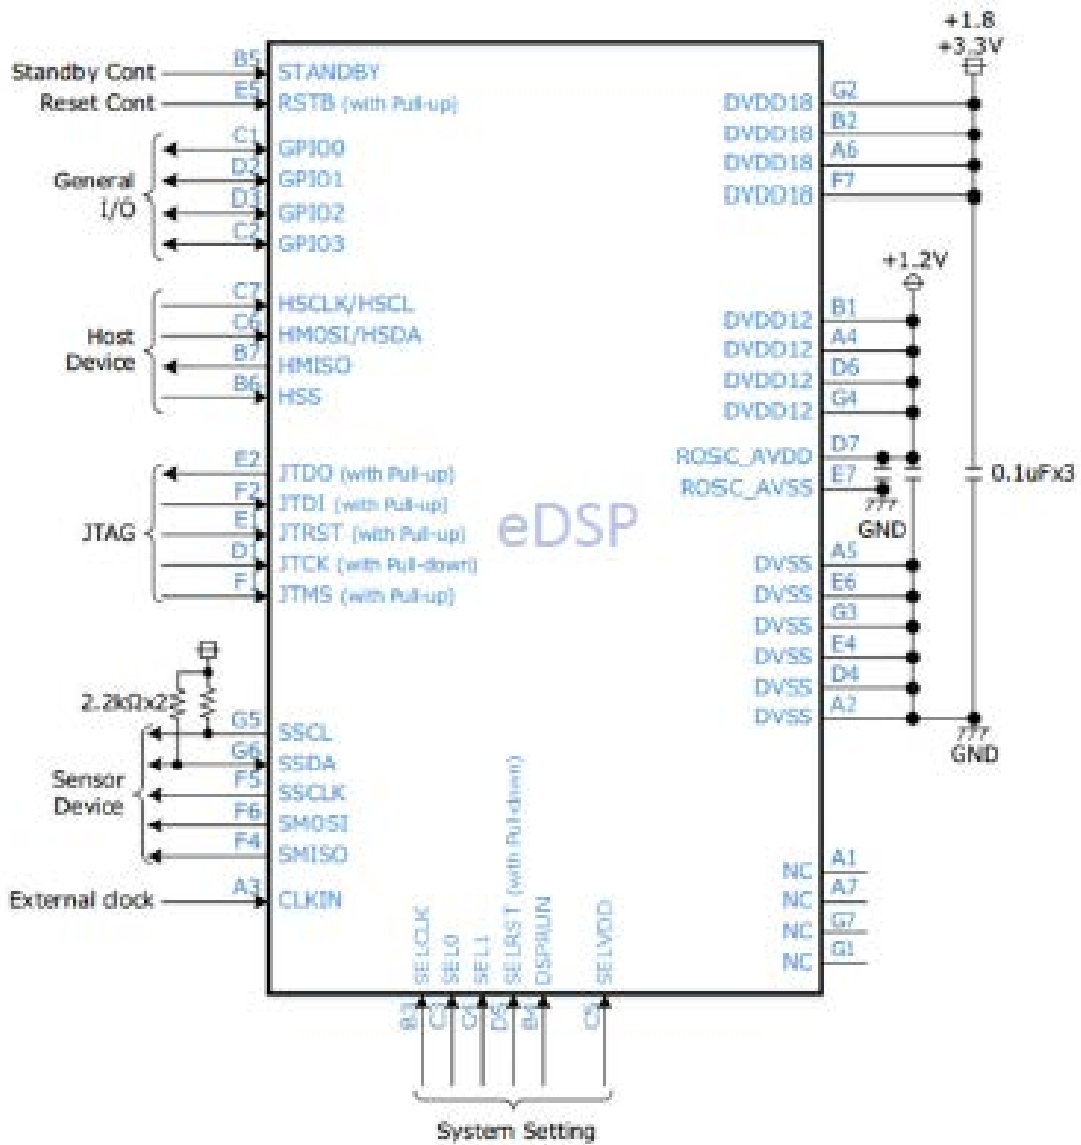 +1.8
+3.3V
Standby Cont
B5
STANDBY
Reset Cont
E5
RSTB (with Pull-up)
General
I/O
C1
GPIO0
D2
GPIO1
GPIO2
C2
GPIO3
Host
Device
C7
HSCLK/HSCL
C6
HMOSI/HSDA
B7
HMISO
B6
HSS
JTAG
E2
JTDO (with Pull-up)
F2
JTDI (with Pull-up)
E1
JTRST (with Pull-up)
D1
JTCK (with Pull-down)
F1
JTMS (with Pull-up)
2.2kΩx2
Sensor
Device
G5
SSCL
G6
SSDA
F5
SSCLK
F6
SMOSI
F4
SMISO
External clock
A3
CLKIN
eDSP
DVDD18
G2
DVDD18
B2
DVDD18
A6
DVDD18
F7
+1.2V
DVDD12
B1
DVDD12
A4
DVDD12
D6
DVDD12
G4
ROSC_AVDD
D7
ROSC_AVSS
E7
GND
0.1uFx3
DVSS
A5
DVSS
E6
DVSS
G3
DVSS
E4
DVSS
D4
DVSS
A2
GND
NC
A1
NC
A7
NC
G7
NC
G1
SELCLK
SEL0
SEL1
SELRST (with Pull-down)
DSPRUN
SELVDD
B3
C3
C4
D5
B4
C5
System Setting